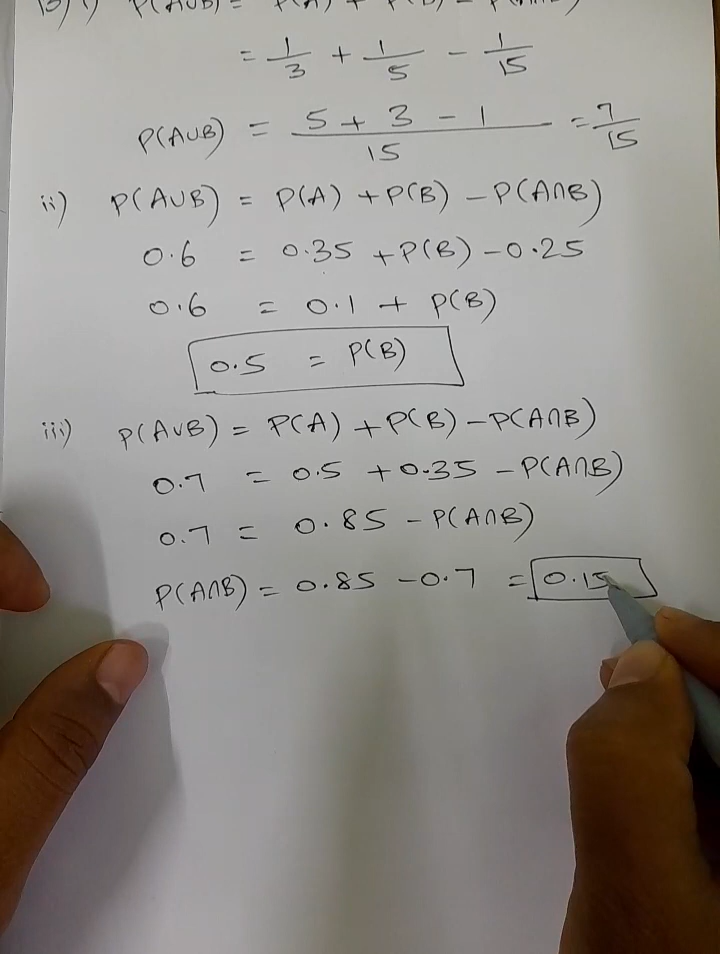 i) P(A∪B) = P(A) + P(B) - P(A∩B)
= 1/3 + 1/5 - 1/15
P(A∪B) = 5 + 3 - 1 / 15 = 7/15
ii) P(A∪B) = P(A) + P(B) - P(A∩B)
0.6 = 0.35 + P(B) - 0.25
0.6 = 0.1 + P(B)
0.5 = P(B)
iii) P(A∪B) = P(A) + P(B) - P(A∩B)
0.7 = 0.5 + 0.35 - P(A∩B)
0.7 = 0.85 - P(A∩B)
P(A∩B) = 0.85 - 0.7 = 0.15